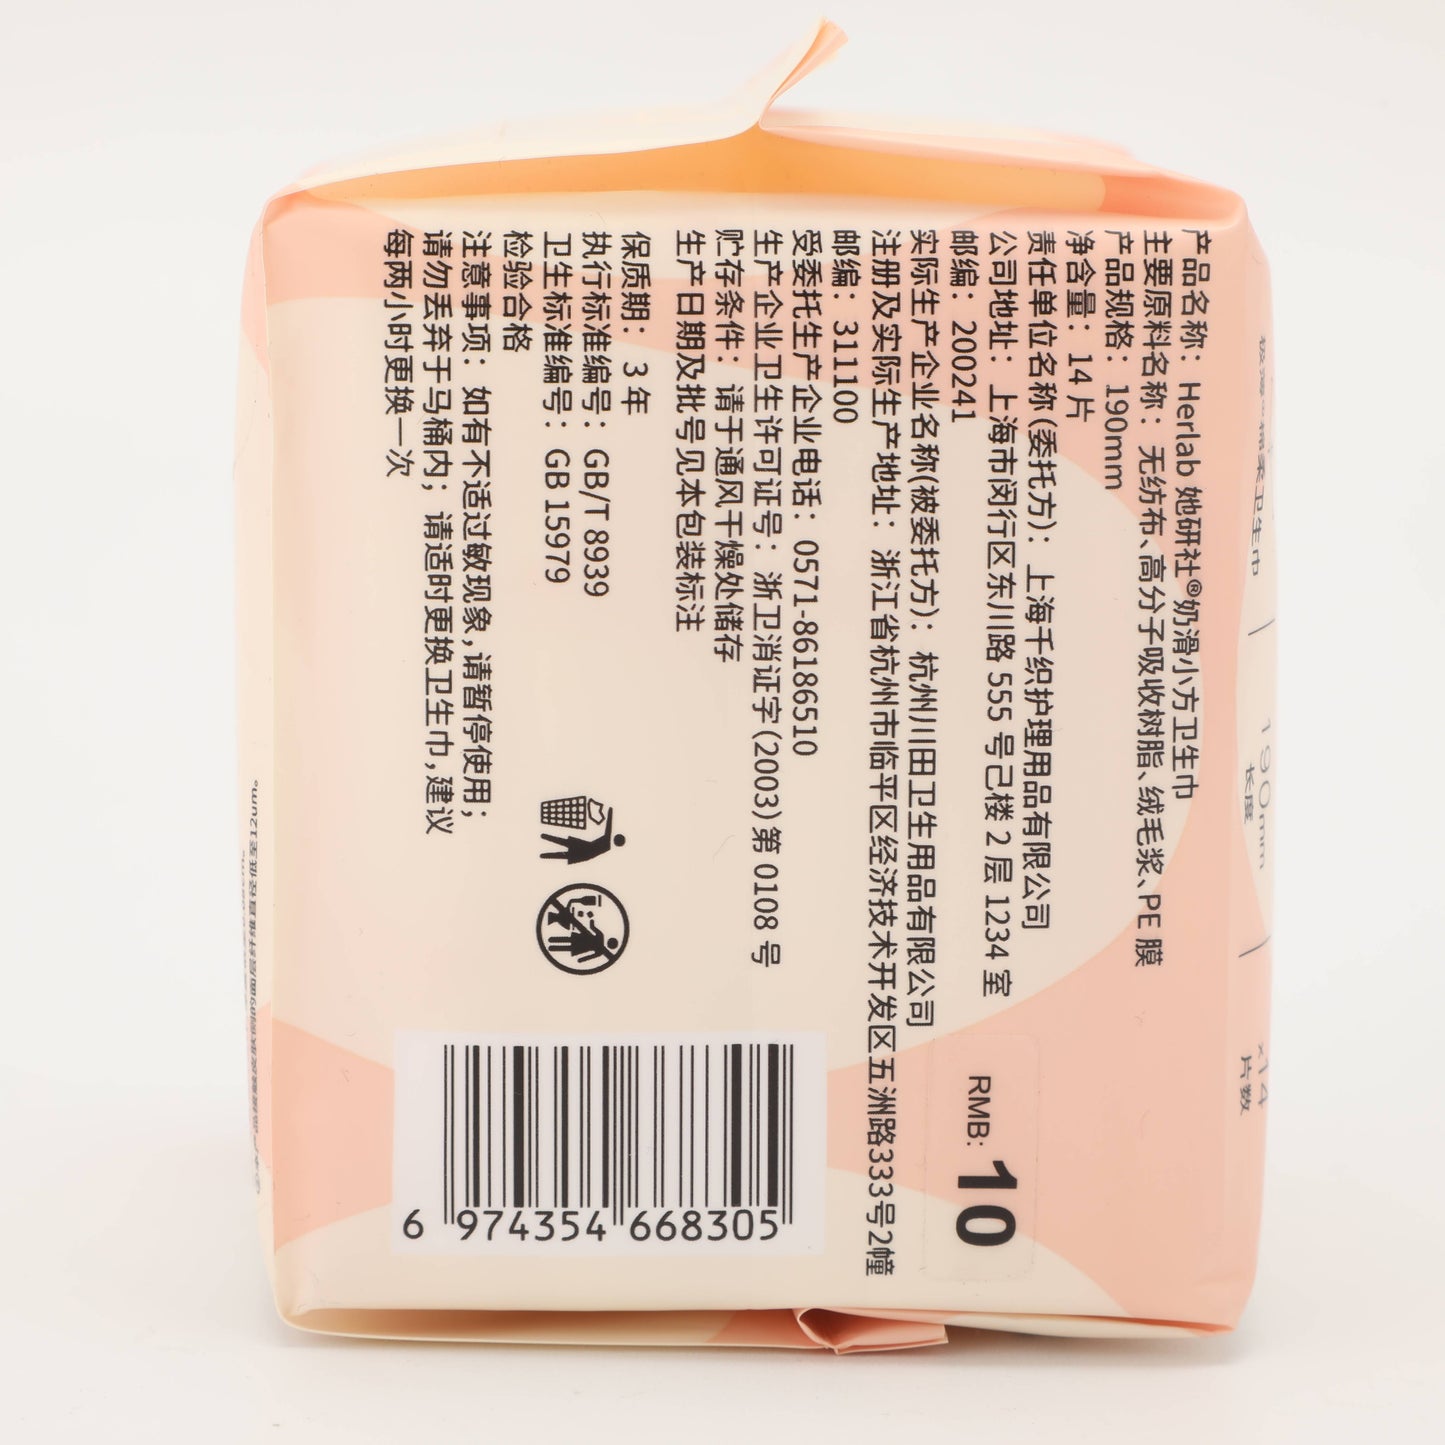 产品名称：Herlab 她研社®奶滑小方卫生巾
主要原料名称：无纺布、高分子吸收树脂、绒毛浆、PE 膜
产品规格：190mm
净含量：14 片
责任单位名称(委托方)：上海千织护理用品有限公司
公司地址：上海市闵行区东川路 555 号己楼 2 层 1234 室
邮编：200241
实际生产企业名称(被委托方)：杭州川田卫生用品有限公司
注册及实际生产地址：浙江省杭州市临平区经济技术开发区五洲路333号2幢
邮编：311100
受委托生产企业电话：0571-86186510
生产企业卫生许可证号：浙卫消证字(2003)第 0108 号
贮存条件：请于通风干燥处储存
生产日期及批号见本包装标注
保质期：3 年
执行标准编号：GB/T 8939
卫生标准编号：GB 15979
检验合格
注意事项：如有不适过敏现象,请暂停使用；
请勿丢弃于马桶内；请适时更换卫生巾,建议
每两小时更换一次
RMB: 10
6 974354 668305
190mm
长度
x14
片数